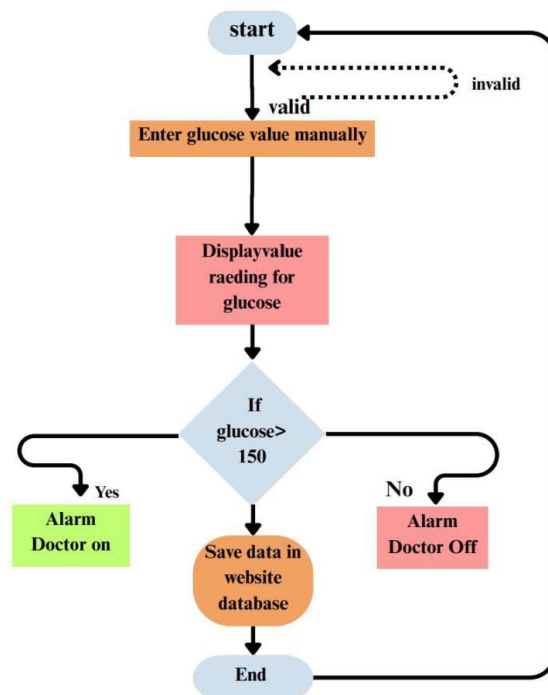 start
invalid
valid
Enter glucose value manually
Displayvalue
raeding for
glucose
If
glucose>
150
Yes
No
Alarm
Doctor on
Alarm
Doctor Off
Save data in
website
database
End